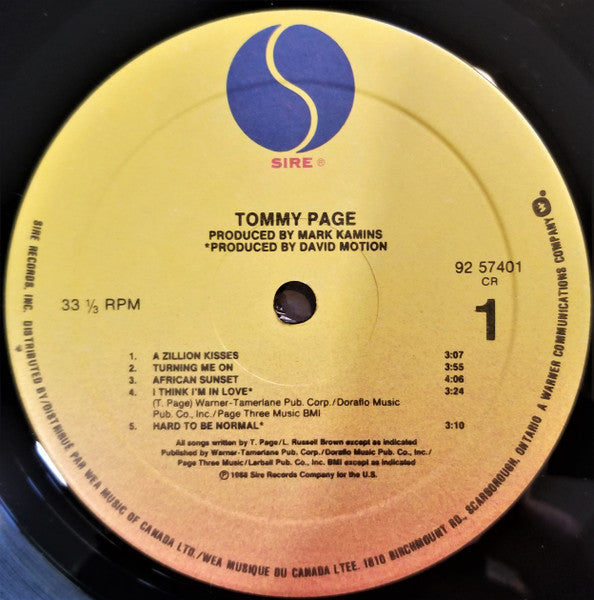 SIRE ®
TOMMY PAGE
PRODUCED BY MARK KAMINS
*PRODUCED BY DAVID MOTION
33 ⅓ RPM
92 57401
CR
1
1. A ZILLION KISSES 3:07
2. TURNING ME ON 3:55
3. AFRICAN SUNSET 4:06
4. I THINK I'M IN LOVE* 3:24
(T. Page) Warner-Tamerlane Pub. Corp./Doraflo Music
Pub. Co., Inc./Page Three Music BMI
5. HARD TO BE NORMAL* 3:10
All songs written by T. Page/L. Russell Brown except as indicated
Published by Warner-Tamerlane Pub. Corp./Doraflo Music Pub. Co., Inc./
Page Three Music/Larball Pub. Co., Inc. BMI except as indicated
℗1988 Sire Records Company for the U.S.
SIRE RECORDS, INC. DISTRIBUTED BY/DISTRIBUÉ PAR WEA MUSIC OF CANADA LTD./WEA MUSIQUE DU CANADA LTEE. 1810 BIRCHMOUNT RD., SCARBOROUGH, ONTARIO A WARNER COMMUNICATIONS COMPANY